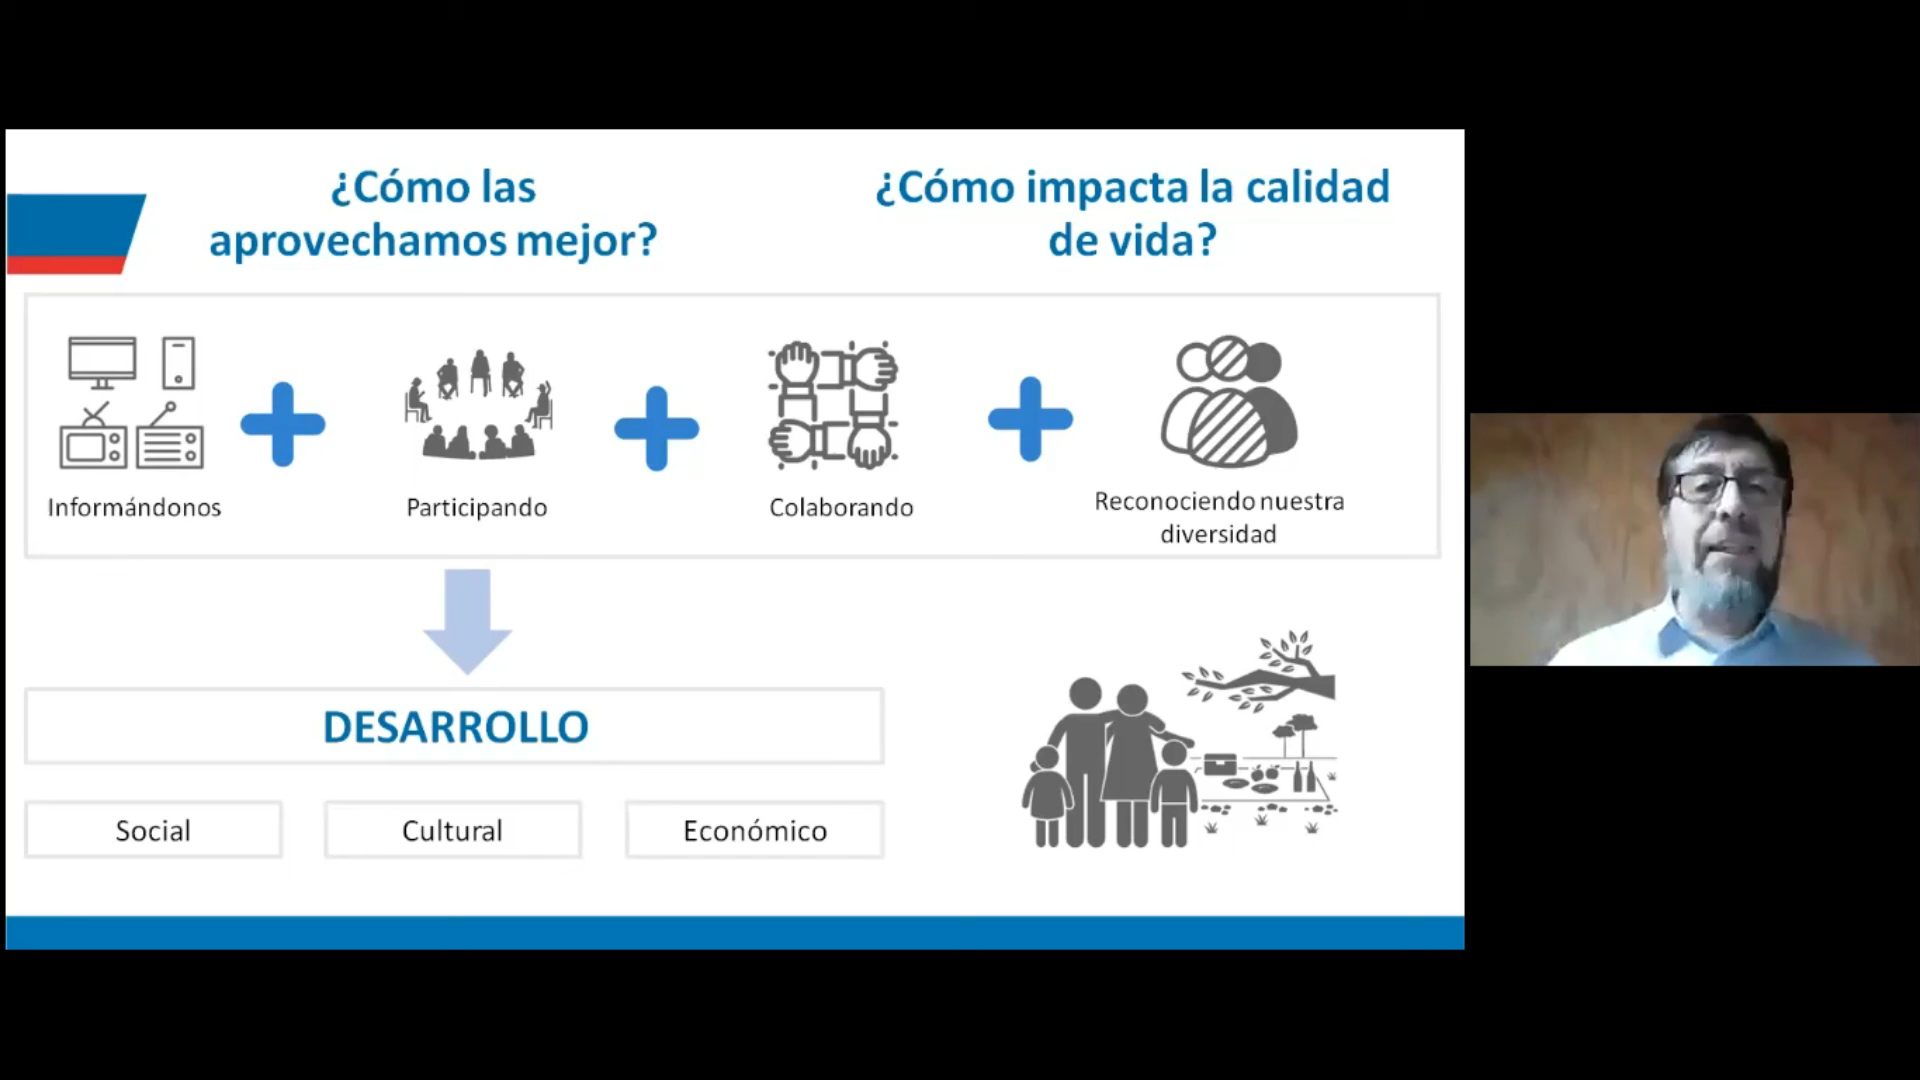 ¿Cómo las
aprovechamos mejor?
¿Cómo impacta la calidad
de vida?
Informándonos
Participando
Colaborando
Reconociendo nuestra
diversidad
DESARROLLO
Social
Cultural
Económico